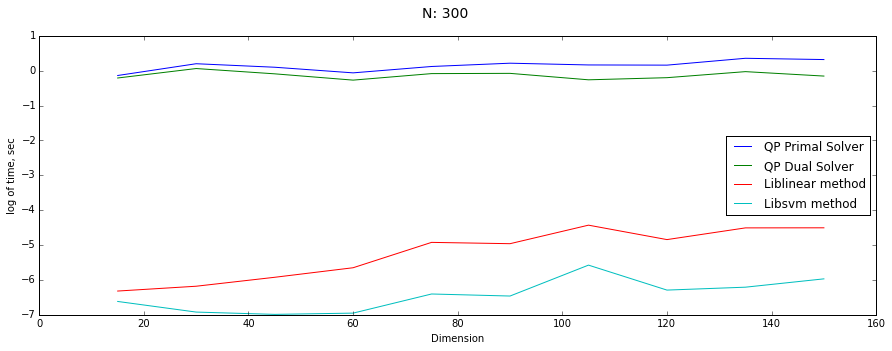 N: 300
1
0
−1
−2
−3
−4
−5
−6
−7
log of time, sec
QP Primal Solver
QP Dual Solver
Liblinear method
Libsvm method
0
20
40
60
80
100
120
140
160
Dimension